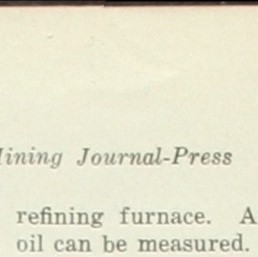 ining Journal-Press
refining furnace. A
oil can be measured.